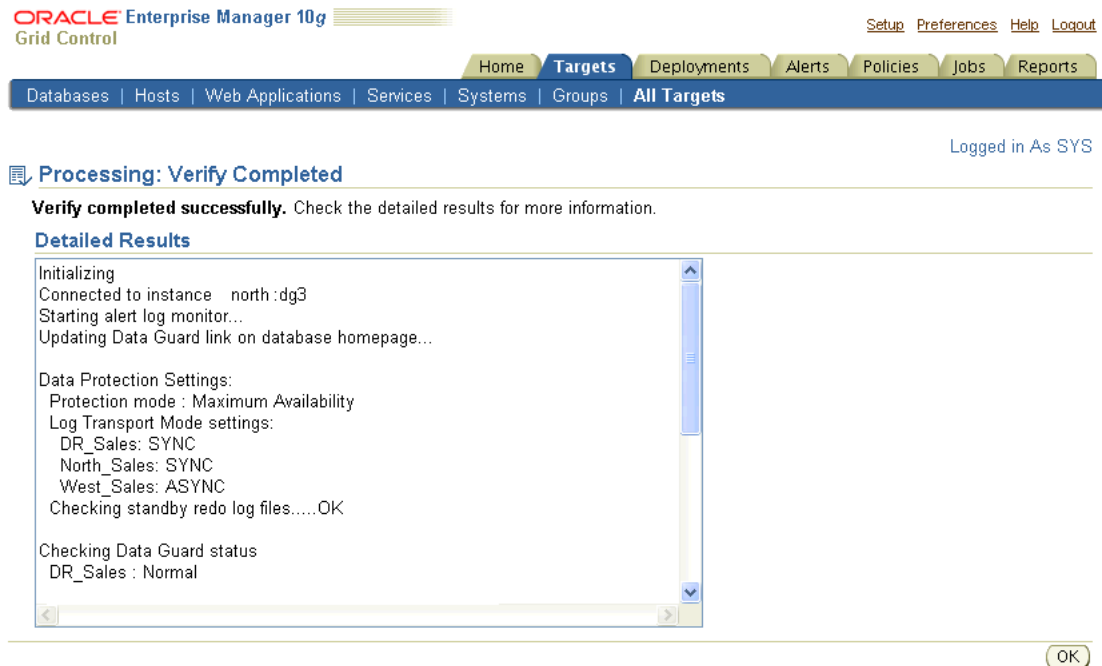 ORACLE Enterprise Manager 10g
Grid Control
Setup Preferences Help Logout
Home Targets Deployments Alerts Policies Jobs Reports
Databases | Hosts | Web Applications | Services | Systems | Groups | All Targets
Logged in As SYS
Processing: Verify Completed
Verify completed successfully. Check the detailed results for more information.
Detailed Results
Initializing
Connected to instance north:dg3
Starting alert log monitor...
Updating Data Guard link on database homepage...
Data Protection Settings:
Protection mode : Maximum Availability
Log Transport Mode settings:
DR_Sales: SYNC
North_Sales: SYNC
West_Sales: ASYNC
Checking standby redo log files.....OK
Checking Data Guard status
DR_Sales : Normal
OK